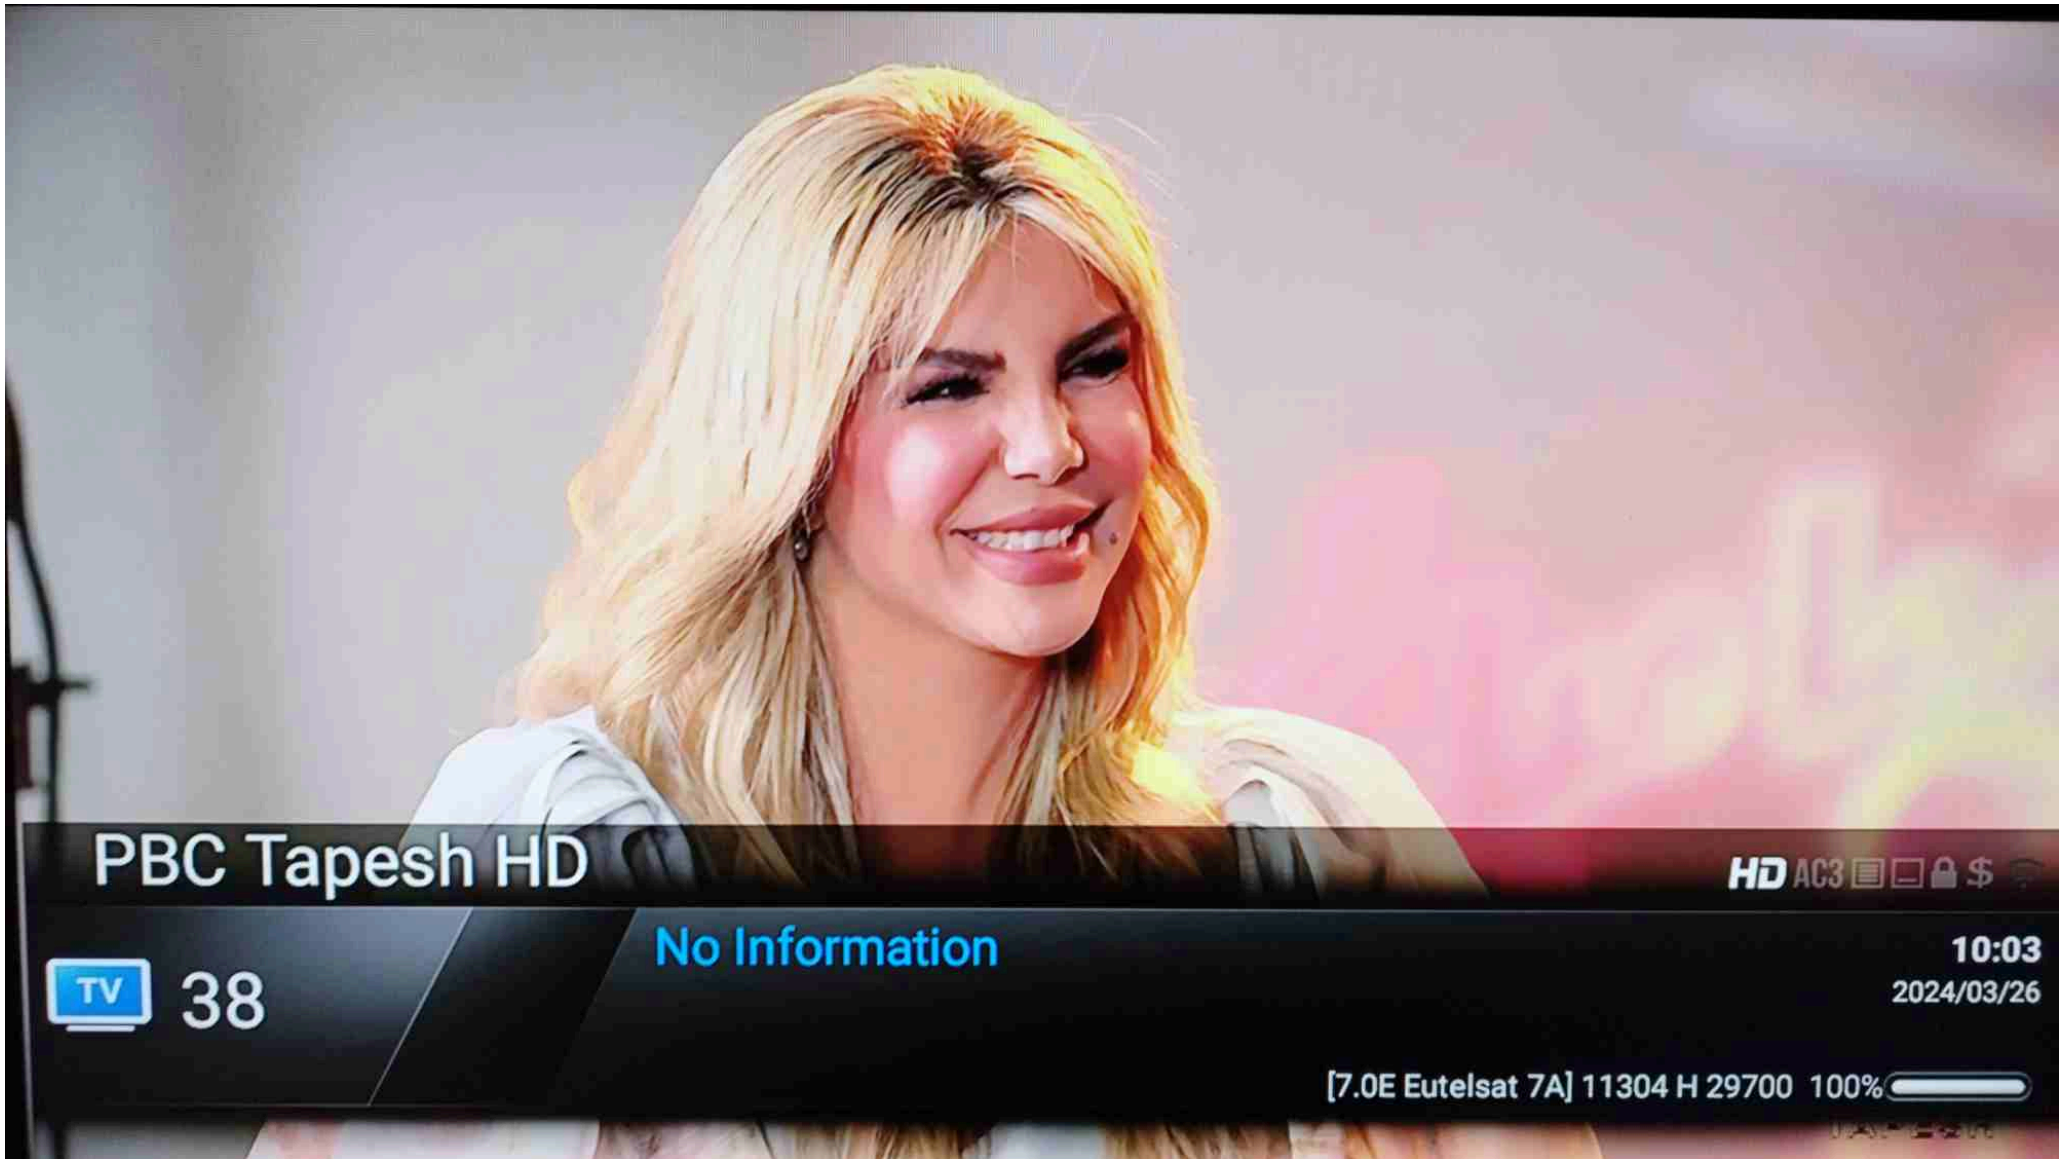 PBC Tapesh HD
HD AC3 $
TV 38
No Information
10:03
2024/03/26
[7.0E Eutelsat 7A] 11304 H 29700 100%